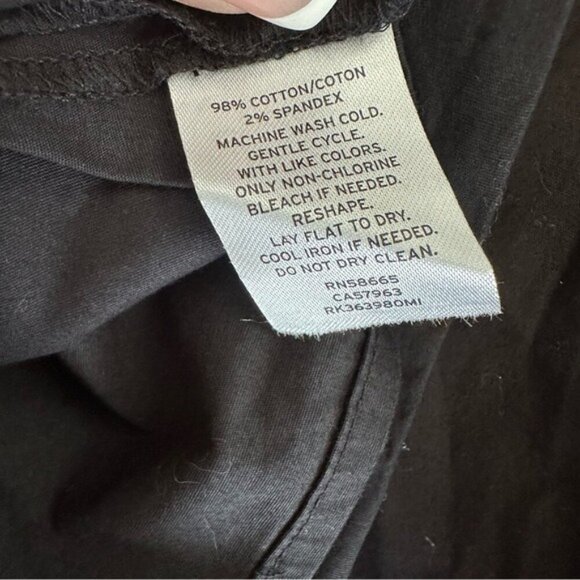 98% COTTON/COTON
2% SPANDEX
MACHINE WASH COLD.
GENTLE CYCLE.
WITH LIKE COLORS.
ONLY NON-CHLORINE
BLEACH IF NEEDED.
RESHAPE.
LAY FLAT TO DRY.
COOL IRON IF NEEDED.
DO NOT DRY CLEAN.
RN58665
CA57963
RK363980MI